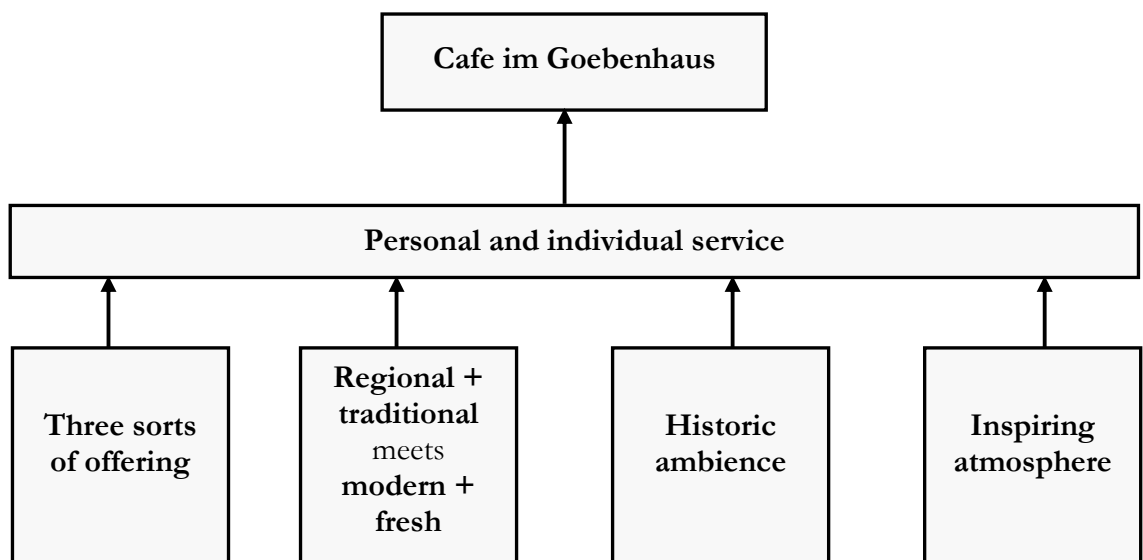 Cafe im Goebenhaus
Personal and individual service
Three sorts
of offering
Regional +
traditional
meets
modern +
fresh
Historic
ambience
Inspiring
atmosphere